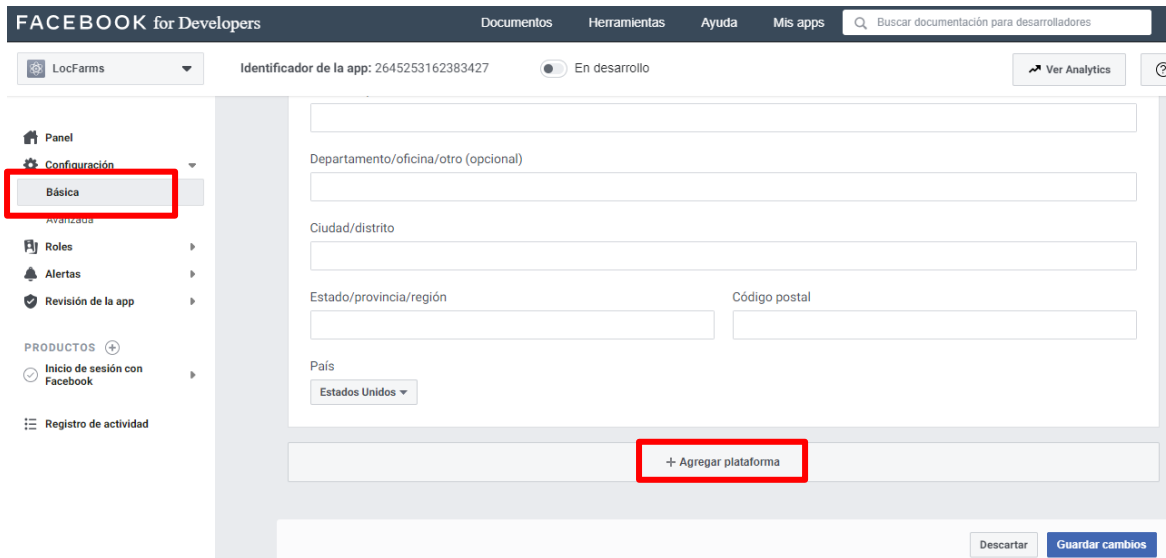 FACEBOOK for Developers
Documentos Herramientas Ayuda Mis apps Buscar documentación para desarrolladores
LocFarms
Identificador de la app: 2645253162383427 En desarrollo Ver Analytics
Panel
Configuración
Básica
Avanzada
Roles
Alertas
Revisión de la app
PRODUCTOS
Inicio de sesión con
Facebook
Registro de actividad
Departamento/oficina/otro (opcional)
Ciudad/distrito
Estado/provincia/región Código postal
País
Estados Unidos
+ Agregar plataforma
Descartar Guardar cambios